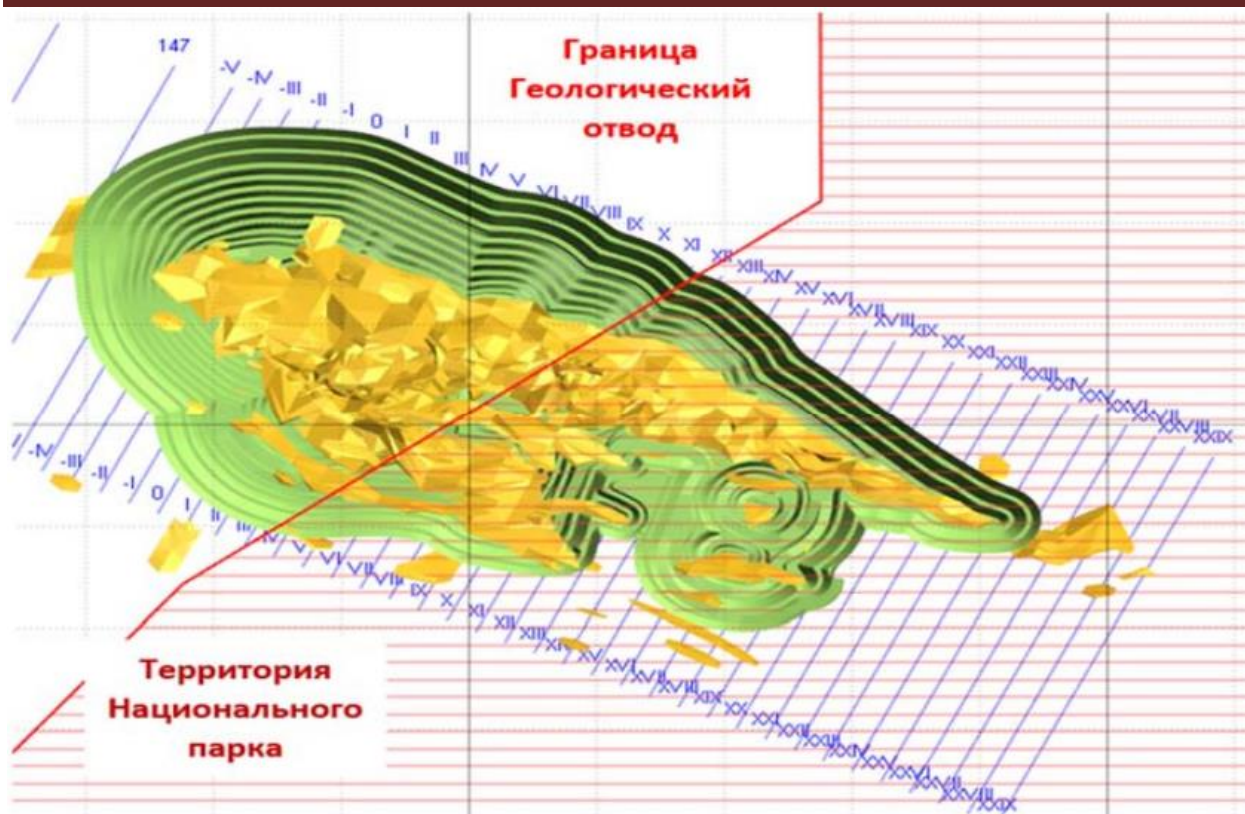 147
-V -IV -III -II -I 0 I II III IV V VI VII VIII IX X XI XII XIII XIV XV XVI XVII XVIII XIX XX XXI XXII XXIII XXIV XXV XXVI XXVII XXVIII XXIX
Граница
Геологический
отвод
-IV -III -II -I 0 I II III IV V VI VII VIII IX X XI XII XIII XIV XV XVI XVII XVIII XIX XX XXI XXII XXIII XXIV XXV XXVI XXVII XXVIII XXIX
Территория
Национального
парка